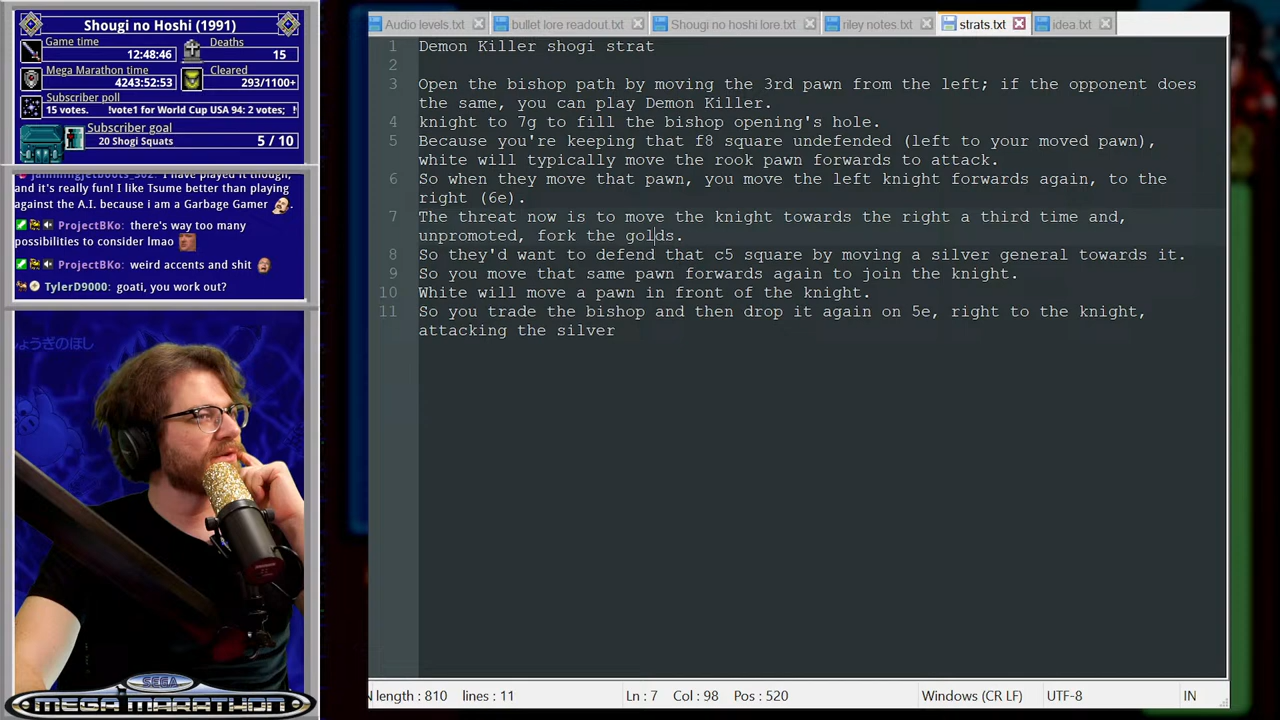 Shougi no Hoshi (1991)
Game time
12:48:46
Deaths
15
Mega Marathon time
4243:52:53
Cleared
293/1100+
Subscriber poll
15 votes. !vote1 for World Cup USA 94: 2 votes; !
Subscriber goal
20 Shogi Squats
5 / 10
I have played it though,
and it's really fun! I like Tsume better than playing
against the A.I. because i am a Garbage Gamer
ProjectBKo: there's way too many
possibilities to consider lmao
ProjectBKo: weird accents and shit
TylerD9000: goati, you work out?
しょうぎのほし
SEGA
MEGA MARATHON
Audio levels.txt
bullet lore readout.txt
Shougi no hoshi lore.txt
riley notes.txt
strats.txt
idea.txt
1 Demon Killer shogi strat
2
3 Open the bishop path by moving the 3rd pawn from the left; if the opponent does
the same, you can play Demon Killer.
4 knight to 7g to fill the bishop opening's hole.
5 Because you're keeping that f8 square undefended (left to your moved pawn),
white will typically move the rook pawn forwards to attack.
6 So when they move that pawn, you move the left knight forwards again, to the
right (6e).
7 The threat now is to move the knight towards the right a third time and,
unpromoted, fork the golds.
8 So they'd want to defend that c5 square by moving a silver general towards it.
9 So you move that same pawn forwards again to join the knight.
10 White will move a pawn in front of the knight.
11 So you trade the bishop and then drop it again on 5e, right to the knight,
attacking the silver
length : 810 lines : 11
Ln : 7 Col : 98 Pos : 520
Windows (CR LF)
UTF-8
IN